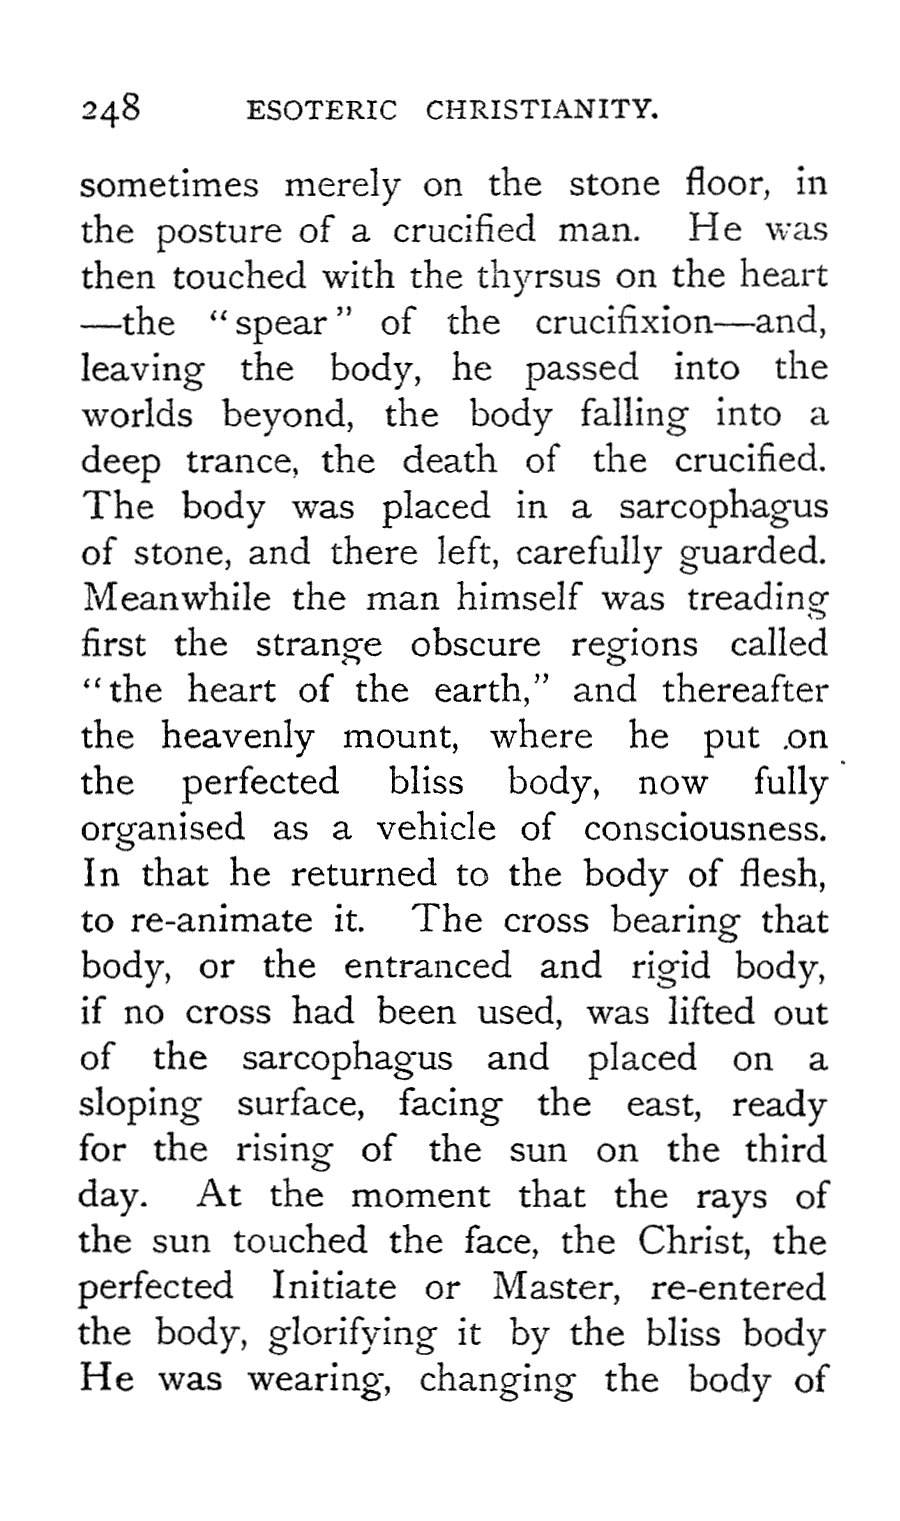 248 ESOTERIC CHRISTIANITY.
sometimes merely on the stone floor, in
the posture of a crucified man. He was
then touched with the thyrsus on the heart
—the “spear” of the crucifixion—and,
leaving the body, he passed into the
worlds beyond, the body falling into a
deep trance, the death of the crucified.
The body was placed in a sarcophagus
of stone, and there left, carefully guarded.
Meanwhile the man himself was treading
first the strange obscure regions called
“the heart of the earth,” and thereafter
the heavenly mount, where he put on
the perfected bliss body, now fully
organised as a vehicle of consciousness.
In that he returned to the body of flesh,
to re-animate it. The cross bearing that
body, or the entranced and rigid body,
if no cross had been used, was lifted out
of the sarcophagus and placed on a
sloping surface, facing the east, ready
for the rising of the sun on the third
day. At the moment that the rays of
the sun touched the face, the Christ, the
perfected Initiate or Master, re-entered
the body, glorifying it by the bliss body
He was wearing, changing the body of